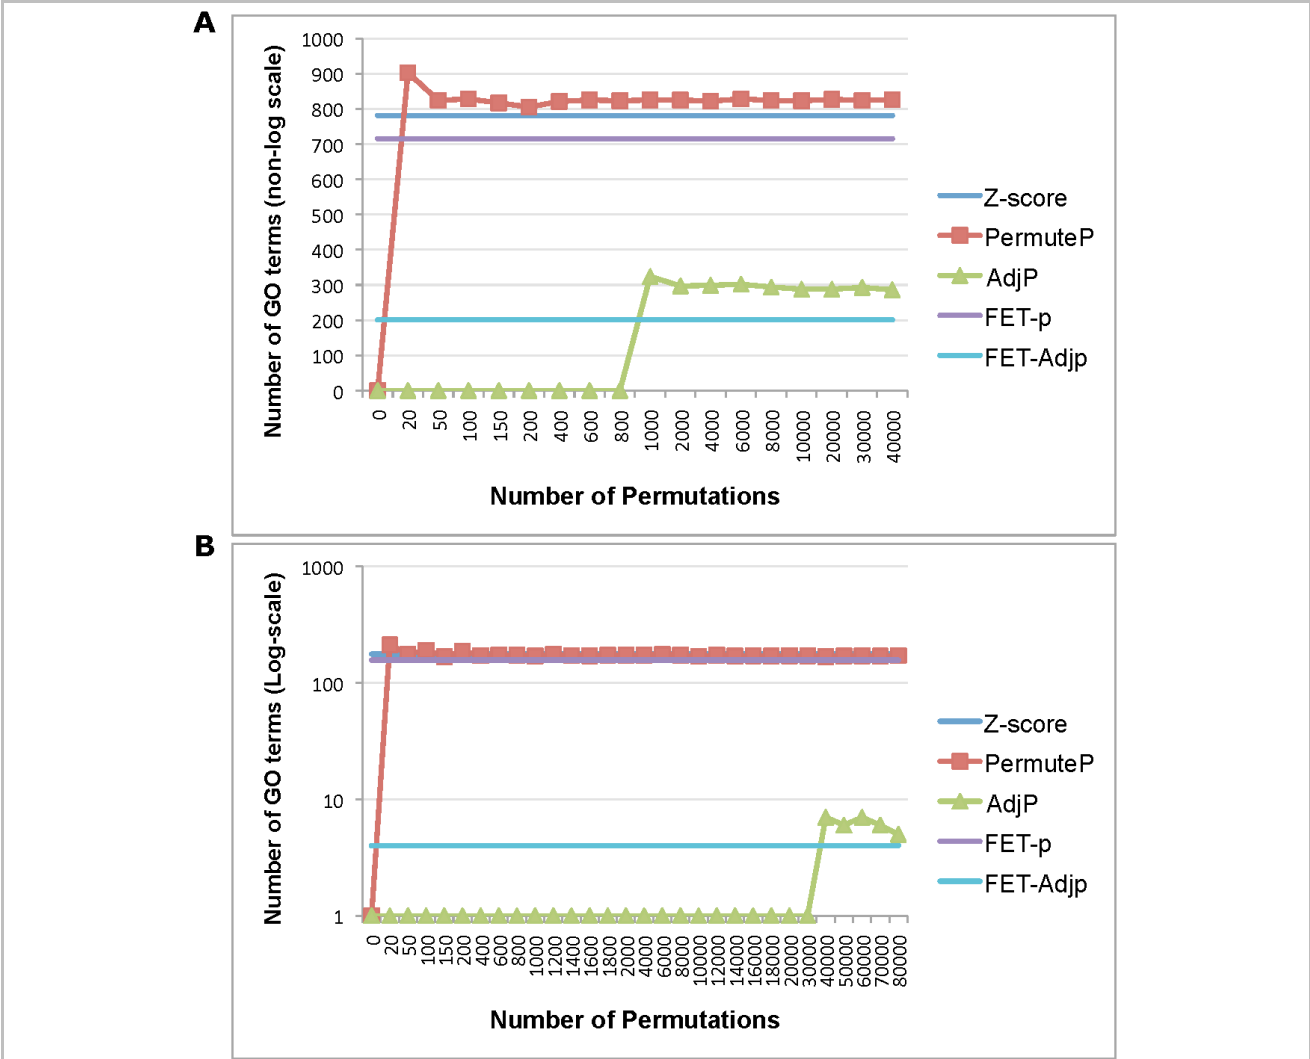 A
Number of GO terms (non-log scale)
1000
900
800
700
600
500
400
300
200
100
0
0 20 50 100 150 200 400 600 800 1000 2000 4000 6000 8000 10000 20000 30000 40000
Number of Permutations
Z-score
PermuteP
AdjP
FET-p
FET-Adjp
B
Number of GO terms (Log-scale)
1000
100
10
1
0 20 50 100 150 200 400 600 800 1000 1200 1400 1600 1800 2000 4000 6000 8000 10000 12000 14000 16000 18000 20000 30000 40000 50000 60000 70000 80000
Number of Permutations
Z-score
PermuteP
AdjP
FET-p
FET-Adjp